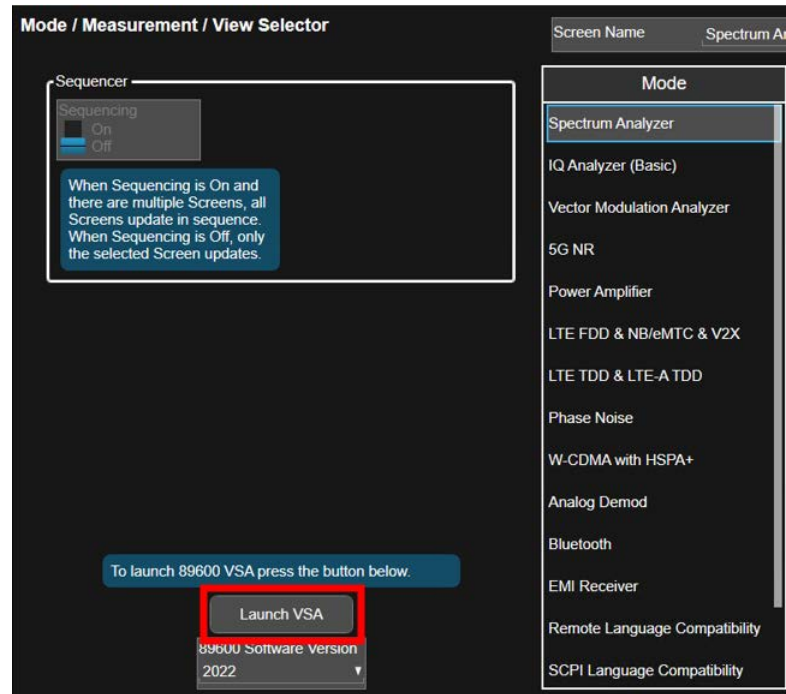 Mode / Measurement / View Selector
Screen Name
Spectrum
Sequencer
Sequencing
On
Off
When Sequencing is On and
there are multiple Screens, all
Screens update in sequence.
When Sequencing is Off, only
the selected Screen updates.
To launch 89600 VSA press the button below.
Launch VSA
89600 Software Version
2022
Mode
Spectrum Analyzer
IQ Analyzer (Basic)
Vector Modulation Analyzer
5G NR
Power Amplifier
LTE FDD & NB/eMTC & V2X
LTE TDD & LTE-A TDD
Phase Noise
W-CDMA with HSPA+
Analog Demod
Bluetooth
EMI Receiver
Remote Language Compatibility
SCPI Language Compatibility